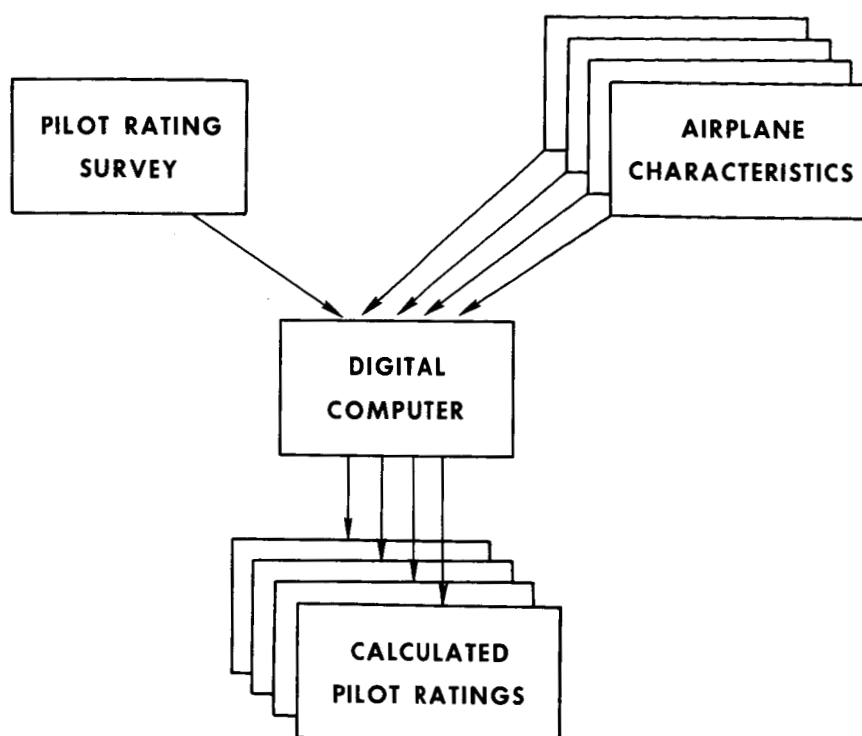 PILOT RATING
SURVEY
AIRPLANE
CHARACTERISTICS
DIGITAL
COMPUTER
CALCULATED
PILOT RATINGS